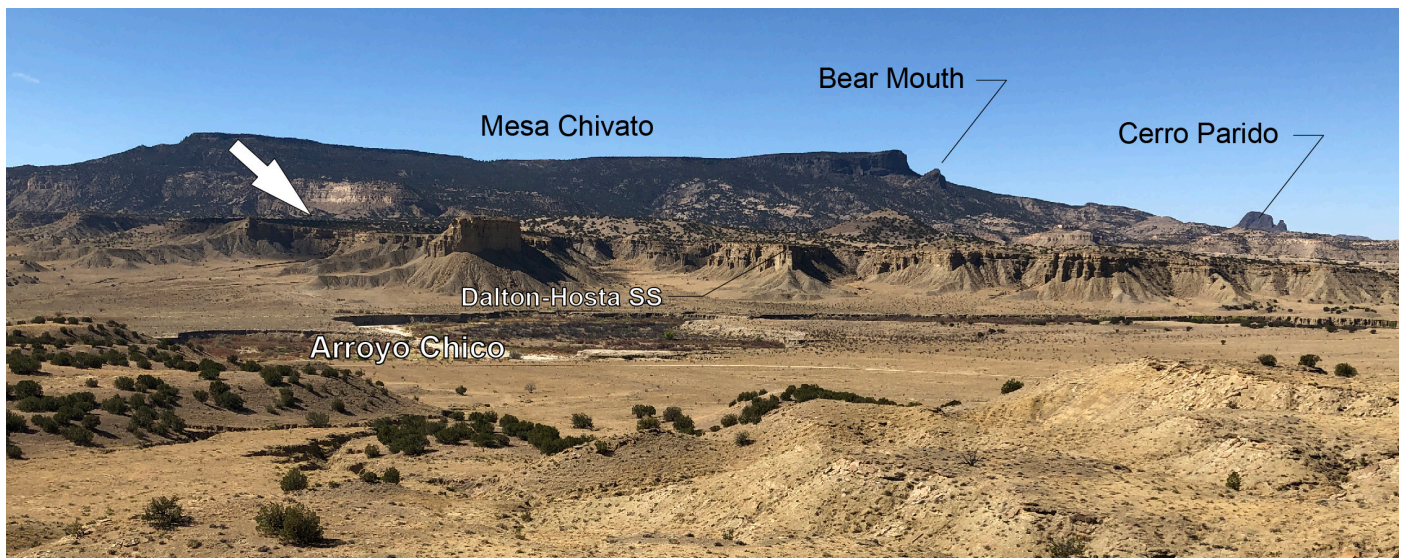 Bear Mouth
Mesa Chivato
Cerro Parido
Dalton-Hosta SS
Arroyo Chico